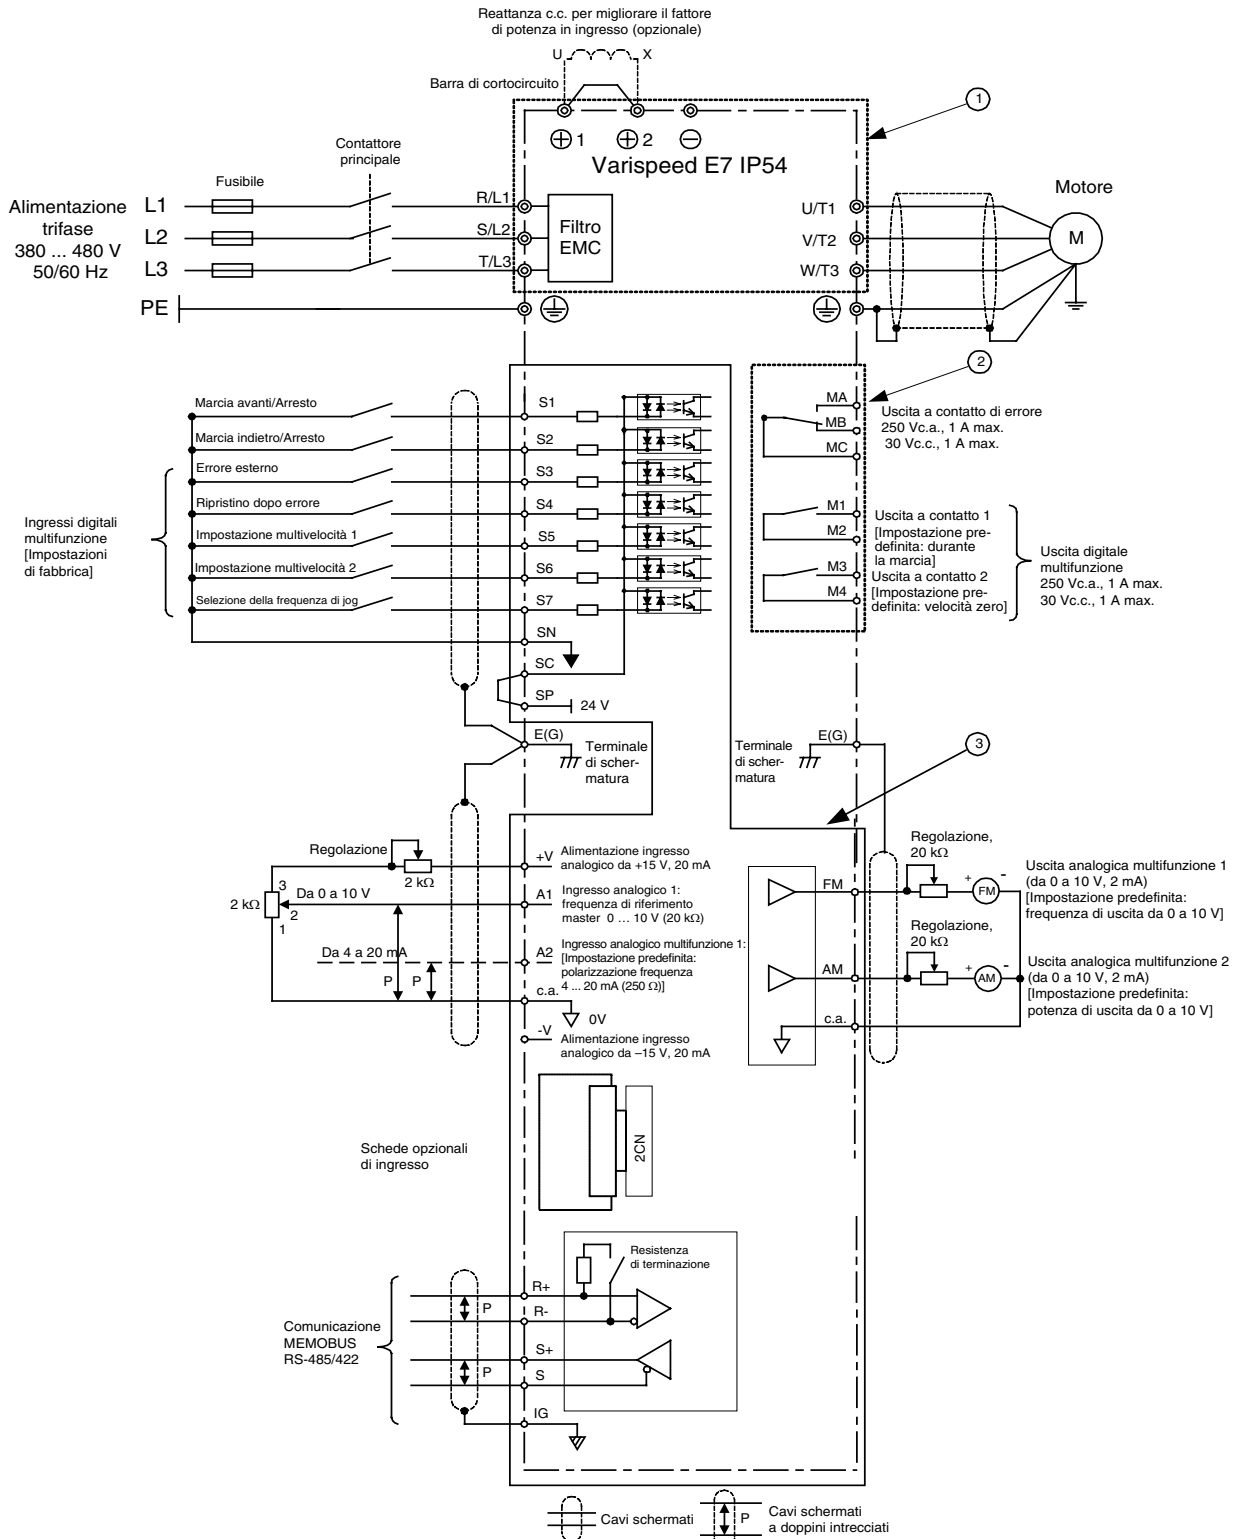 Reattanza c.c. per migliorare il fattore
di potenza in ingresso (opzionale)
U X
Barra di cortocircuito
1
1 2
Varispeed E7 IP54
Contattore
principale
Fusibile
Alimentazione
trifase
380 ... 480 V
50/60 Hz
L1
L2
L3
PE
R/L1
S/L2
T/L3
Filtro
EMC
U/T1
V/T2
W/T3
Motore
M
2
Marcia avanti/Arresto
Marcia indietro/Arresto
Errore esterno
Ripristino dopo errore
Impostazione multivelocità 1
Impostazione multivelocità 2
Selezione della frequenza di jog
Ingressi digitali
multifunzione
[Impostazioni
di fabbrica]
S1
S2
S3
S4
S5
S6
S7
SN
SC
SP
24 V
E(G)
Terminale
di scher-
matura
MA
MB
MC
Uscita a contatto di errore
250 Vc.a., 1 A max.
30 Vc.c., 1 A max.
M1
M2
M3
M4
Uscita a contatto 1
[Impostazione pre-
definita: durante
la marcia]
Uscita a contatto 2
[Impostazione pre-
definita: velocità zero]
Uscita digitale
multifunzione
250 Vc.a., 1 A max.
30 Vc.c., 1 A max.
Terminale
di scher-
matura
E(G)
3
Regolazione
2 kΩ
2 kΩ
3
2
1
Da 0 a 10 V
Da 4 a 20 mA
P P
+V
A1
A2
c.a.
0V
-V
Alimentazione ingresso
analogico da +15 V, 20 mA
Ingresso analogico 1:
frequenza di riferimento
master 0 … 10 V (20 kΩ)
Ingresso analogico multifunzione 1:
[Impostazione predefinita:
polarizzazione frequenza
4 ... 20 mA (250 Ω)]
Alimentazione ingresso
analogico da –15 V, 20 mA
FM
AM
c.a.
Regolazione,
20 kΩ
+ FM -
Regolazione,
20 kΩ
+ AM -
Uscita analogica multifunzione 1
(da 0 a 10 V, 2 mA)
[Impostazione predefinita:
frequenza di uscita da 0 a 10 V]
Uscita analogica multifunzione 2
(da 0 a 10 V, 2 mA)
[Impostazione predefinita:
potenza di uscita da 0 a 10 V]
Schede opzionali
di ingresso
2CN
Resistenza
di terminazione
Comunicazione
MEMOBUS
RS-485/422
P
P
R+
R-
S+
S
IG
Cavi schermati
P
Cavi schermati
a doppini intrecciati